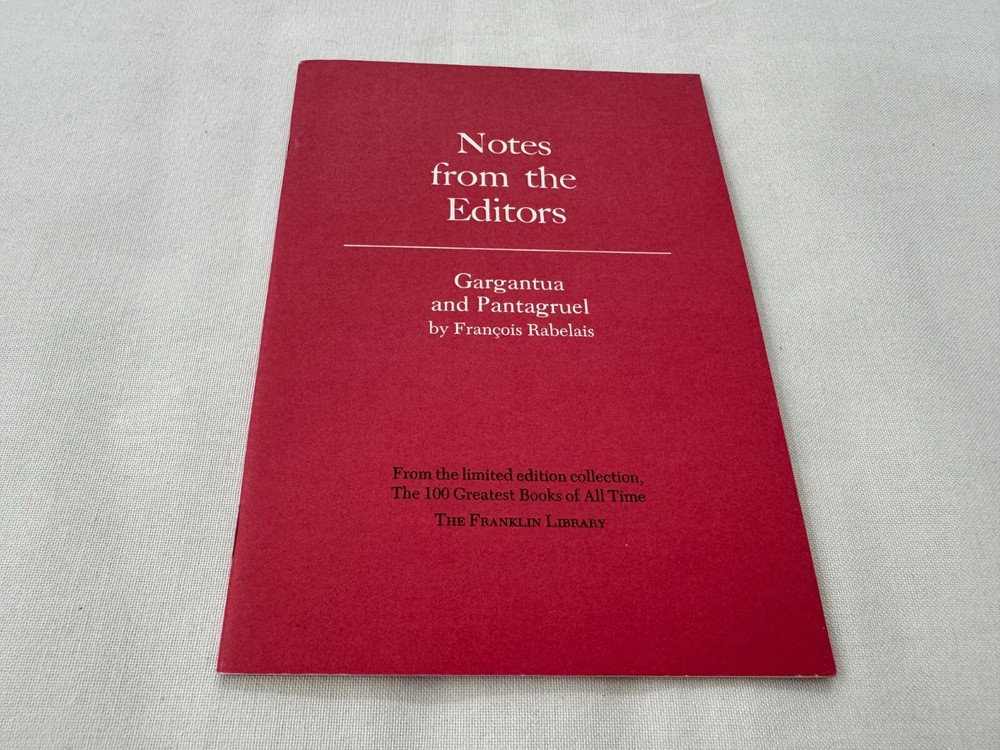 Notes
from the
Editors
Gargantua
and Pantagruel
by François Rabelais
From the limited edition collection,
The 100 Greatest Books of All Time
THE FRANKLIN LIBRARY